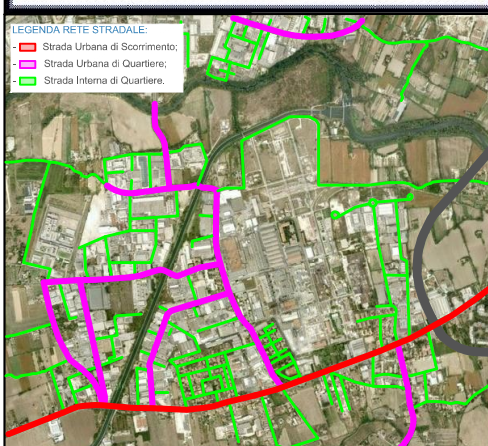 LEGENDA RETE STRADALE:
- Strada Urbana di Scorrimento;
- Strada Urbana di Quartiere;
- Strada Interna di Quartiere.